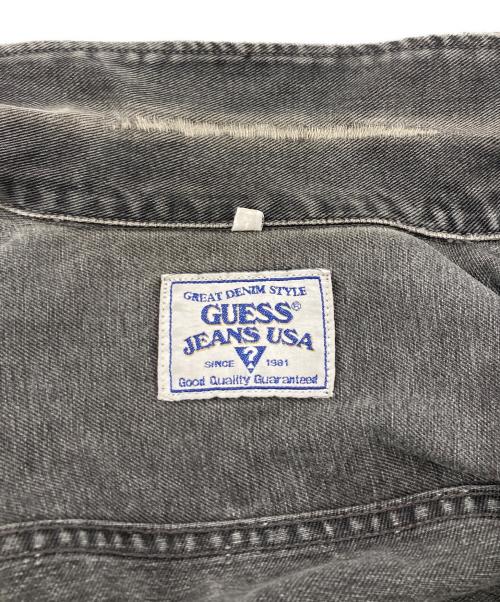 GREAT DENIM STYLE
GUESS®
JEANS USA
?
SINCE 1981
Good Quality Guaranteed